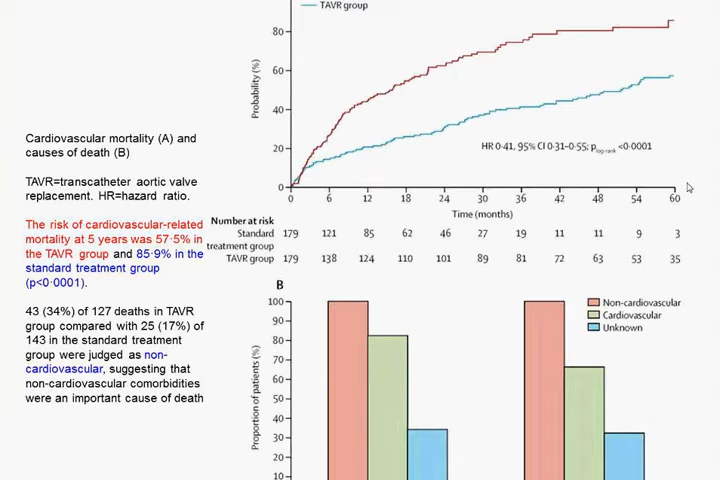 TAVR group
80
60
40
20
0
Probability (%)
HR 0·41, 95% CI 0·31–0·55; plog-rank <0·0001
0 6 12 18 24 30 36 42 48 54 60
Time (months)
Number at risk
Standard treatment group 179 121 85 62 46 27 19 11 11 9 3
TAVR group 179 138 124 110 101 89 81 72 63 53 35
Cardiovascular mortality (A) and
causes of death (B)
TAVR=transcatheter aortic valve
replacement. HR=hazard ratio.
The risk of cardiovascular-related
mortality at 5 years was 57·5% in
the TAVR group and 85·9% in the
standard treatment group
(p<0·0001).
43 (34%) of 127 deaths in TAVR
group compared with 25 (17%) of
143 in the standard treatment
group were judged as non-
cardiovascular, suggesting that
non-cardiovascular comorbidities
were an important cause of death
B
100
90
80
70
60
50
40
30
20
10
Proportion of patients (%)
Non-cardiovascular
Cardiovascular
Unknown